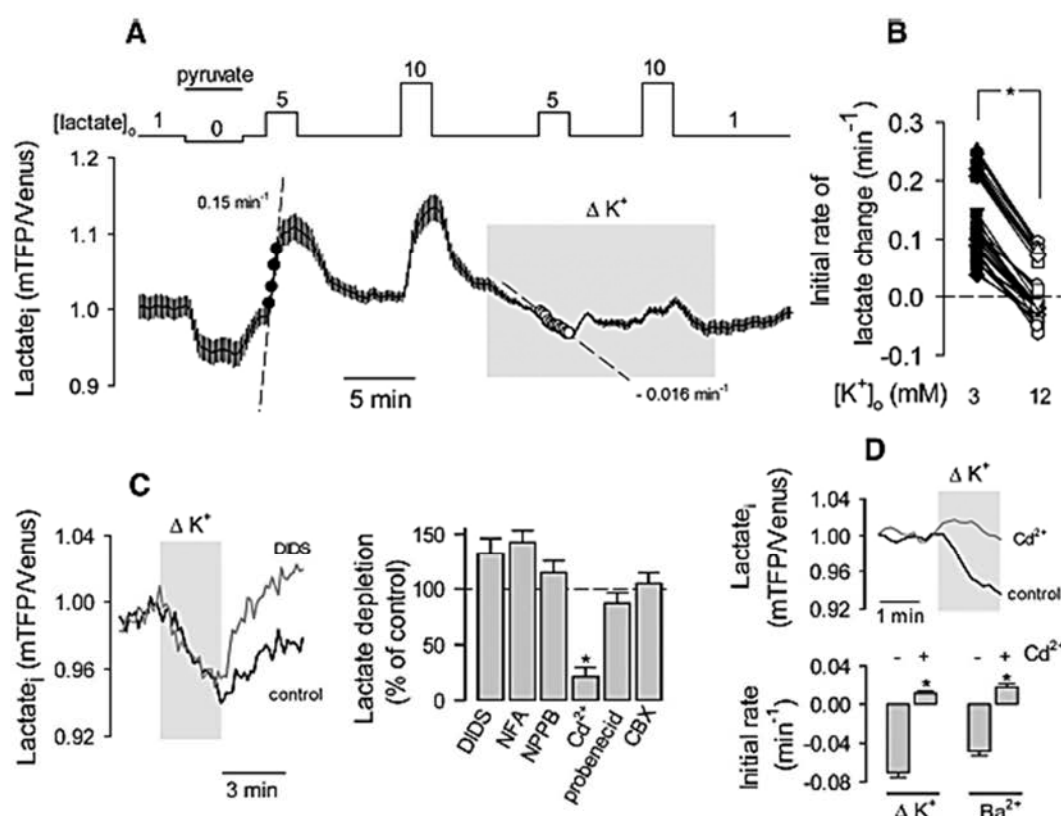 A
pyruvate
[lactate]o 1 0 5 10 5 10 1
Lactatei (mTFP/Venus)
1.2
1.1
1.0
0.9
0.15 min-1
Δ K+
5 min
- 0.016 min-1
B
*
Initial rate of
lactate change (min-1)
0.3
0.2
0.1
0.0
-0.1
[K+]o (mM) 3 12
C
Lactatei (mTFP/Venus)
1.04
1.00
0.96
0.92
Δ K+
DIDS
control
3 min
Lactate depletion
(% of control)
150
100
50
0
*
DIDS
NFA
NPPB
Cd2+
probenecid
CBX
D
Lactatei
(mTFP/Venus)
1.04
1.00
0.96
0.92
Δ K+
Cd2+
control
1 min
- + - + Cd2+
Initial rate
(min-1)
0.04
0.00
-0.04
-0.08
* *
Δ K+ Ba2+